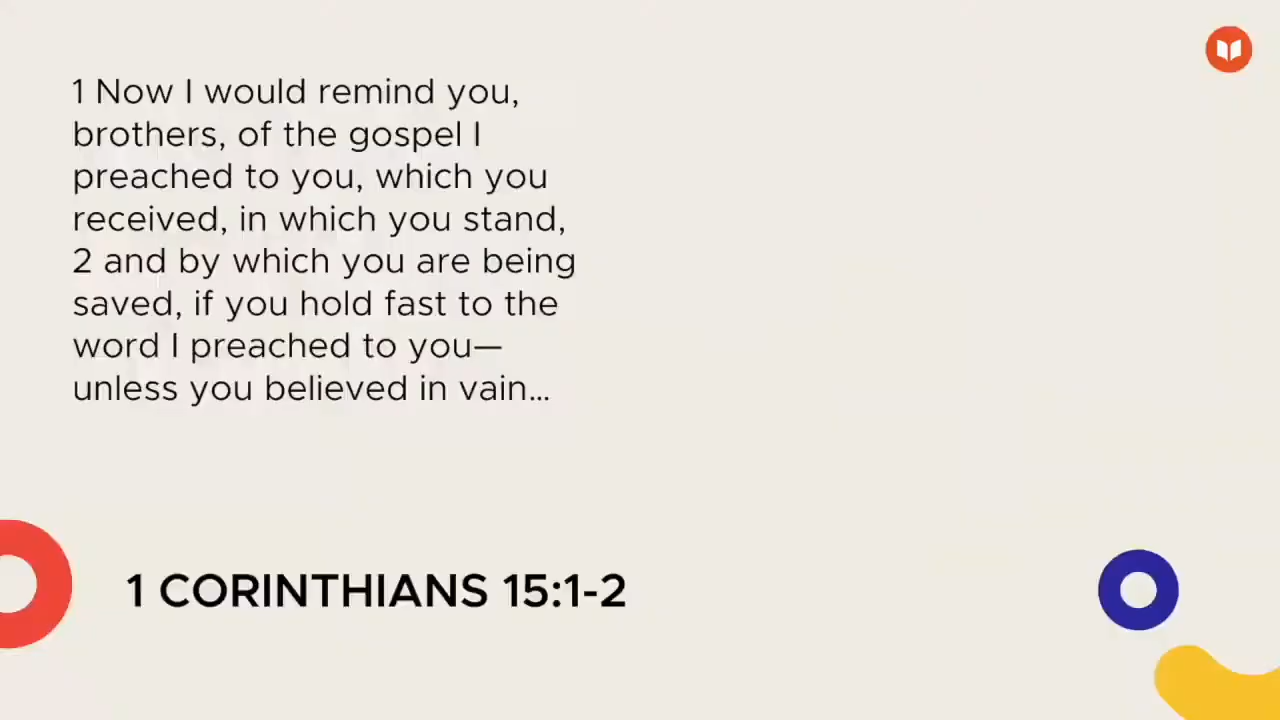 1 Now I would remind you,
brothers, of the gospel I
preached to you, which you
received, in which you stand,
2 and by which you are being
saved, if you hold fast to the
word I preached to you—
unless you believed in vain...
1 CORINTHIANS 15:1-2